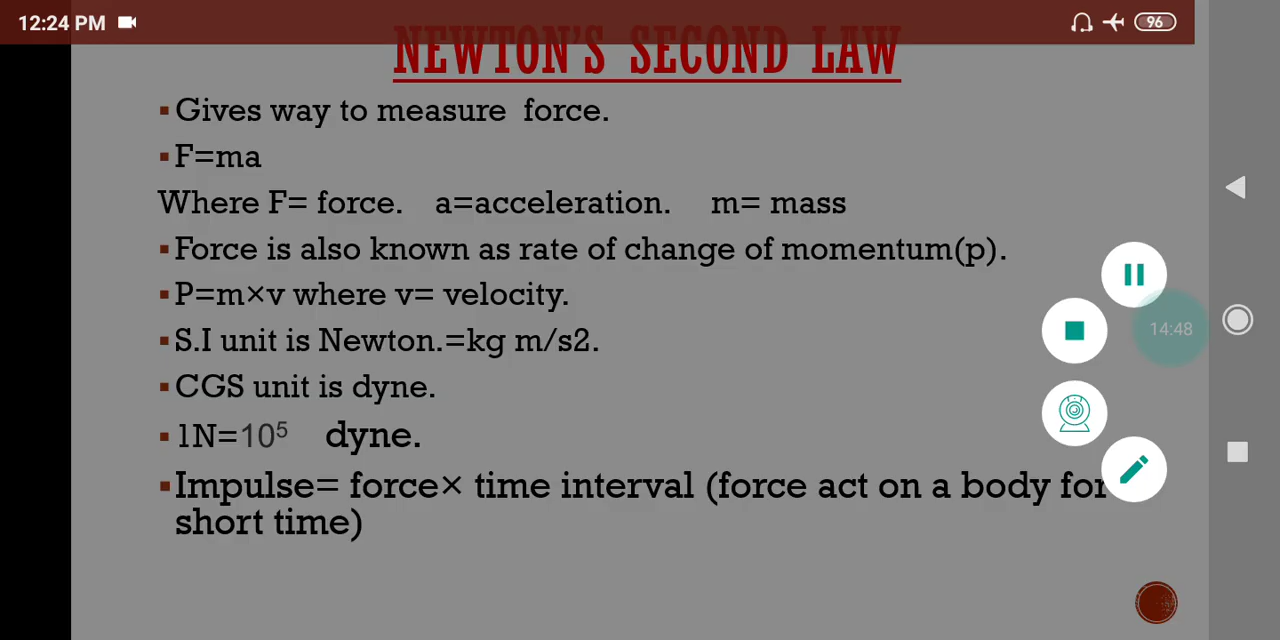 12:24 PM
96
NEWTON'S SECOND LAW
▪Gives way to measure force.
▪F=ma
Where F= force. a=acceleration. m= mass
▪Force is also known as rate of change of momentum(p).
▪P=m×v where v= velocity.
▪S.I unit is Newton.=kg m/s2.
▪CGS unit is dyne.
▪1N=10⁵ dyne.
▪Impulse= force× time interval (force act on a body for
short time)
14:48